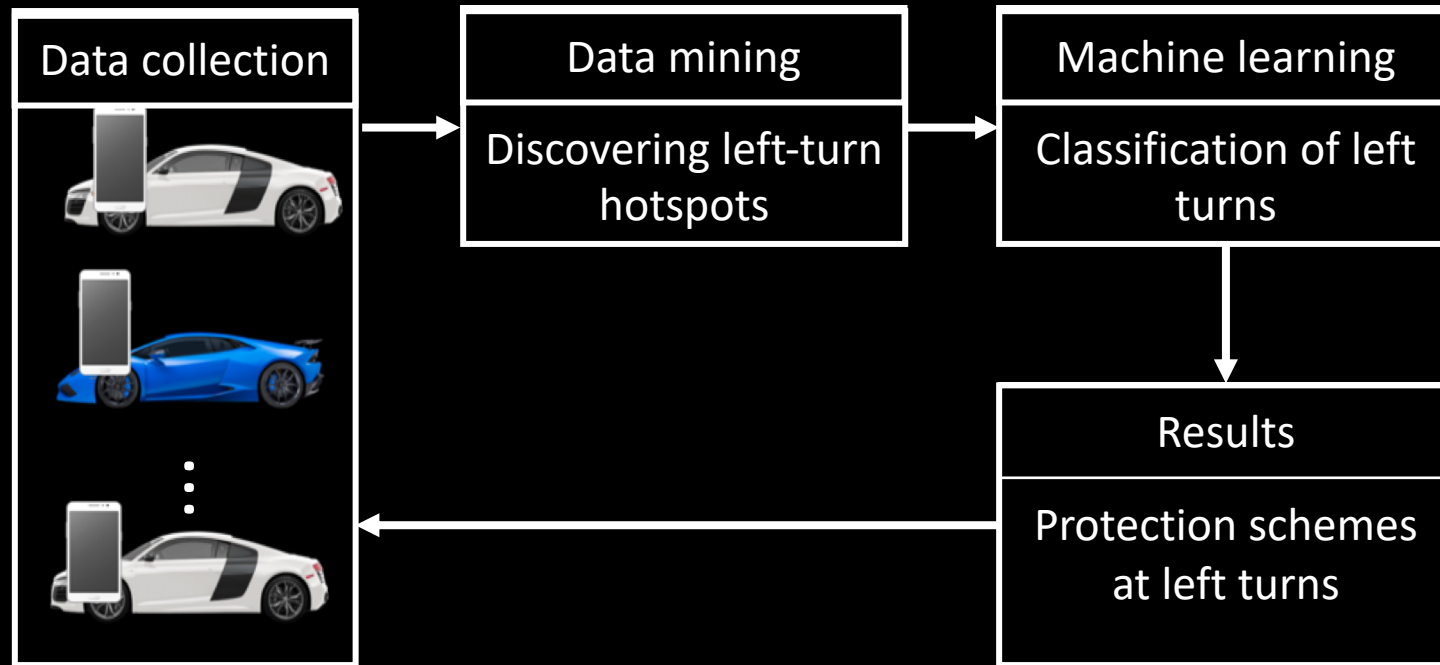 Data collection
Data mining
Discovering left-turn
hotspots
Machine learning
Classification of left
turns
Results
Protection schemes
at left turns